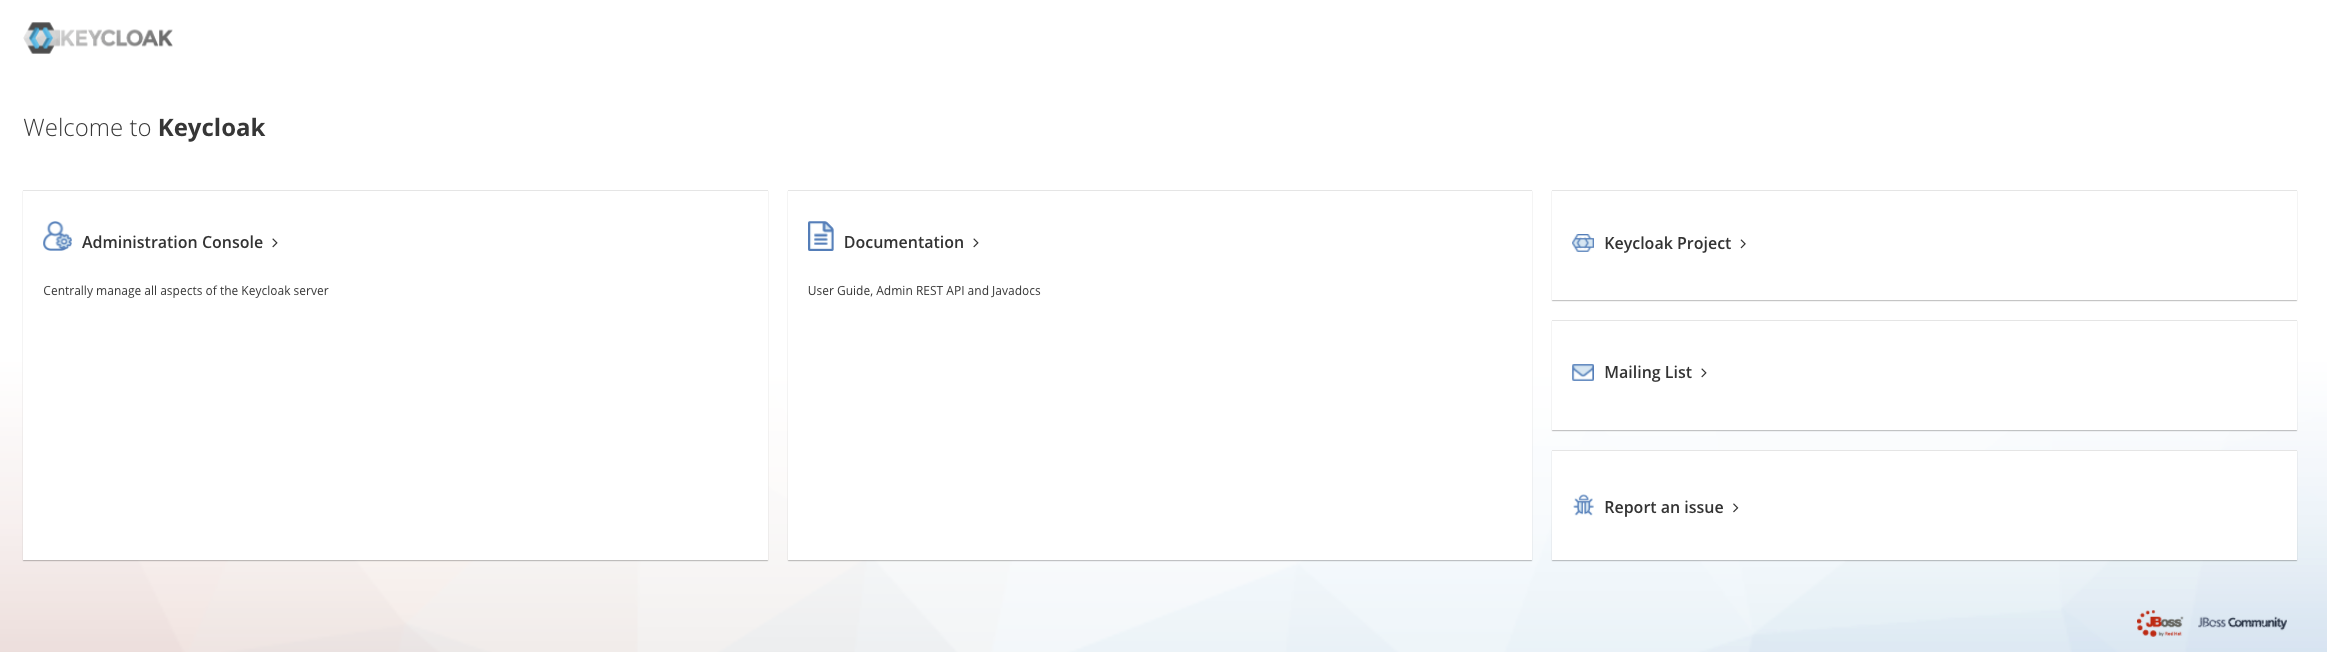 KEYCLOAK
Welcome to Keycloak
Administration Console
Centrally manage all aspects of the Keycloak server
Documentation
User Guide, Admin REST API and Javadocs
Keycloak Project
Mailing List
Report an issue
JBoss
by Red Hat
JBoss Community